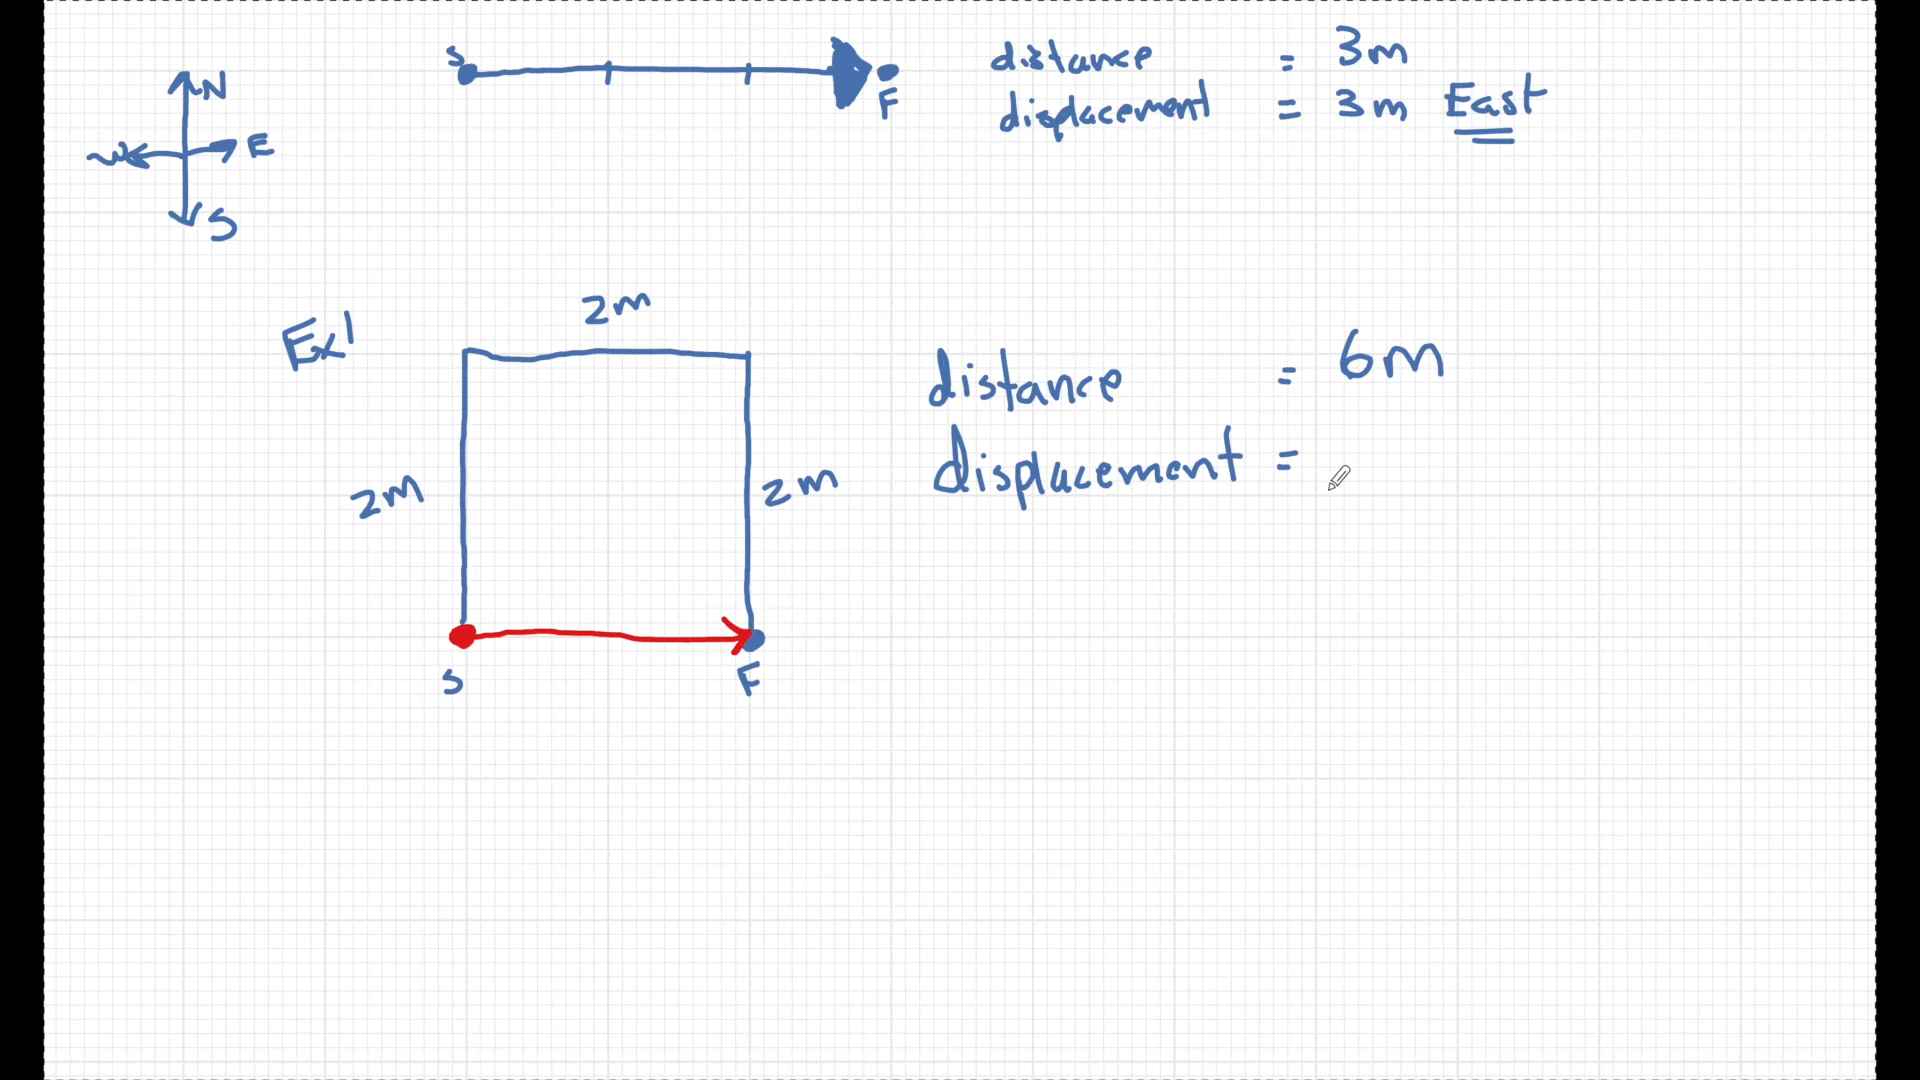 S
F
distance = 3m
displacement = 3m East
N
W E
S
Ex1
2m
2m
2m
S
F
distance = 6m
displacement =